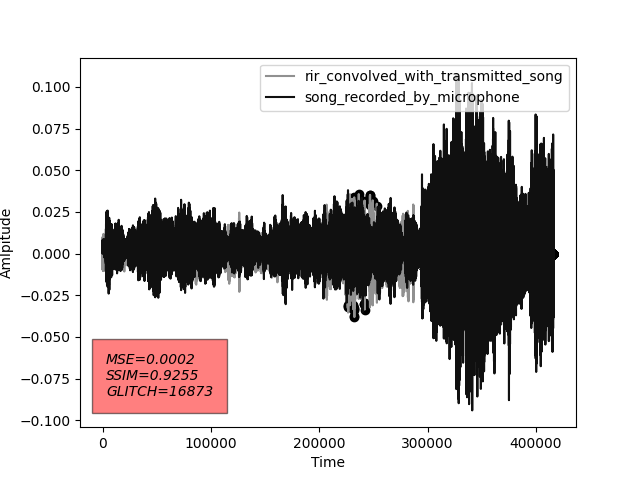 rir_convolved_with_transmitted_song
song_recorded_by_microphone
0.100
0.075
0.050
0.025
0.000
−0.025
−0.050
−0.075
−0.100
Amlpitude
MSE=0.0002
SSIM=0.9255
GLITCH=16873
0
100000
200000
300000
400000
Time